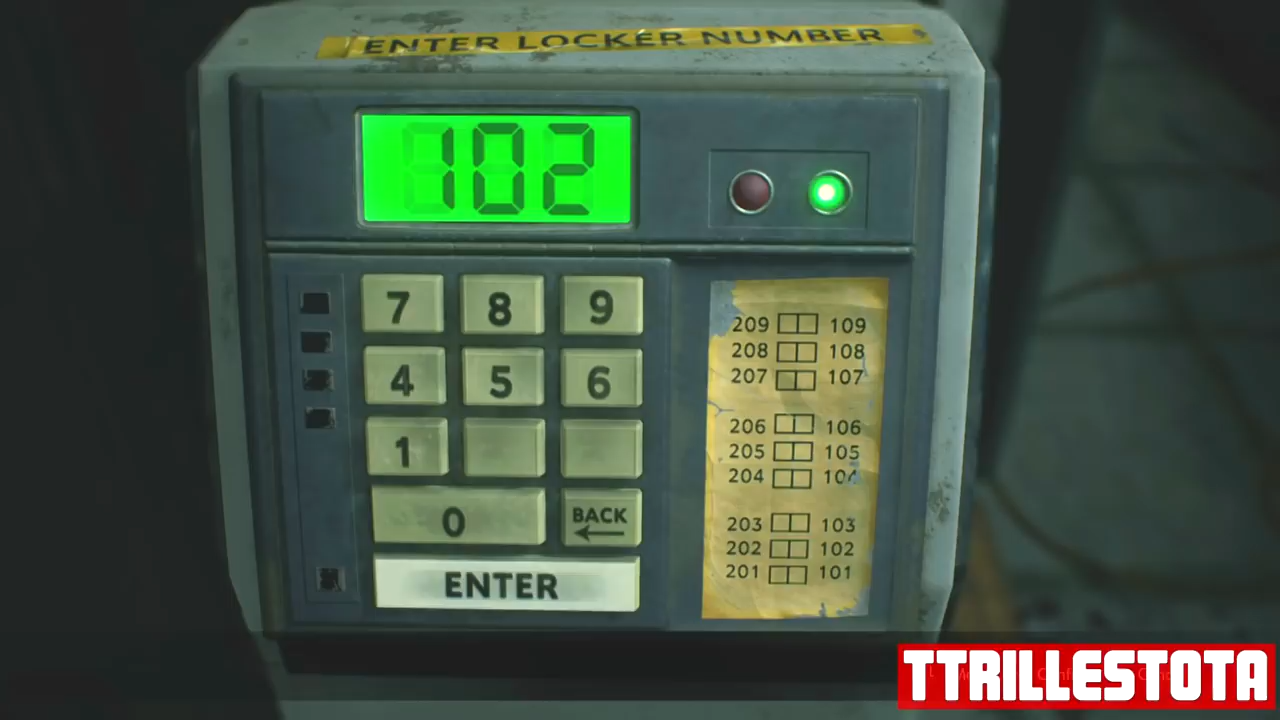 ENTER LOCKER NUMBER
102
7 8 9
4 5 6
1
0 BACK
ENTER
209 109
208 108
207 107
206 106
205 105
204 104
203 103
202 102
201 101
TTRILLESTOTA